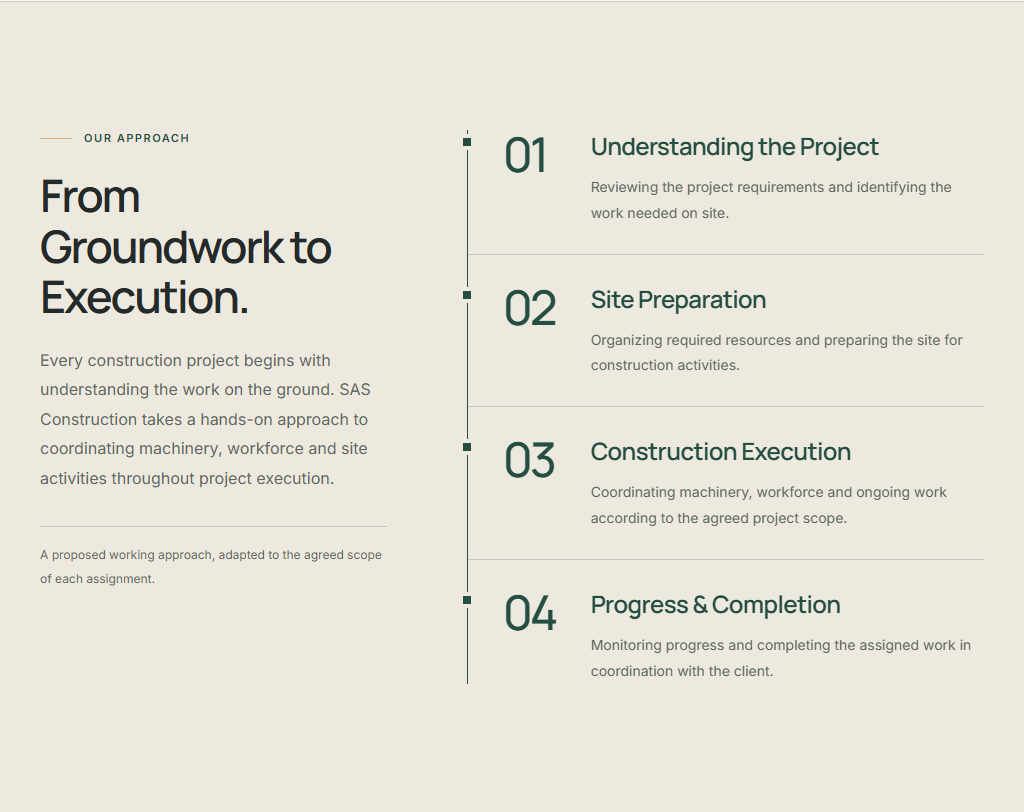 OUR APPROACH
From
Groundwork to
Execution.
Every construction project begins with
understanding the work on the ground. SAS
Construction takes a hands-on approach to
coordinating machinery, workforce and site
activities throughout project execution.
A proposed working approach, adapted to the agreed scope
of each assignment.
01
Understanding the Project
Reviewing the project requirements and identifying the
work needed on site.
02
Site Preparation
Organizing required resources and preparing the site for
construction activities.
03
Construction Execution
Coordinating machinery, workforce and ongoing work
according to the agreed project scope.
04
Progress & Completion
Monitoring progress and completing the assigned work in
coordination with the client.